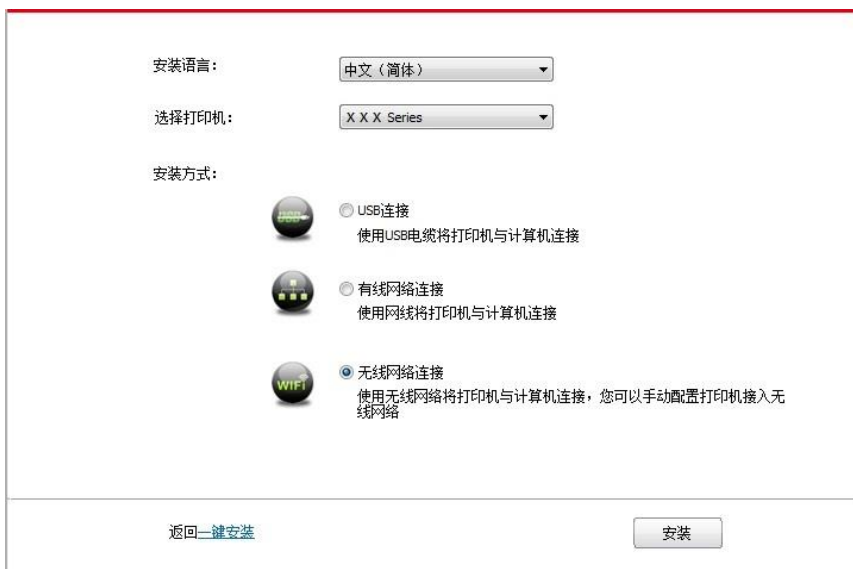 安装语言：
中文（简体）
选择打印机：
X X X Series
安装方式：
USB
USB连接
使用USB电缆将打印机与计算机连接
有线网络连接
使用网线将打印机与计算机连接
WiFi
无线网络连接
使用无线网络将打印机与计算机连接，您可以手动配置打印机接入无
线网络
返回一键安装
安装